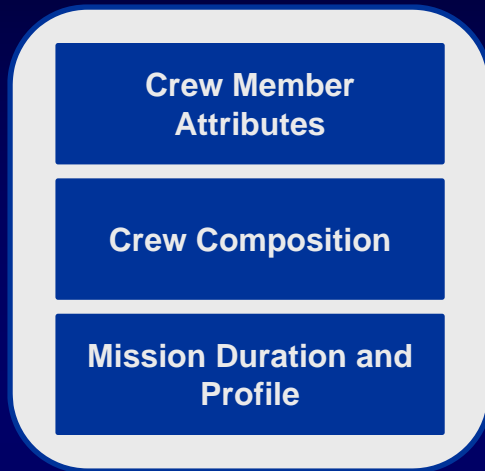 Crew Member
Attributes
Crew Composition
Mission Duration and
Profile